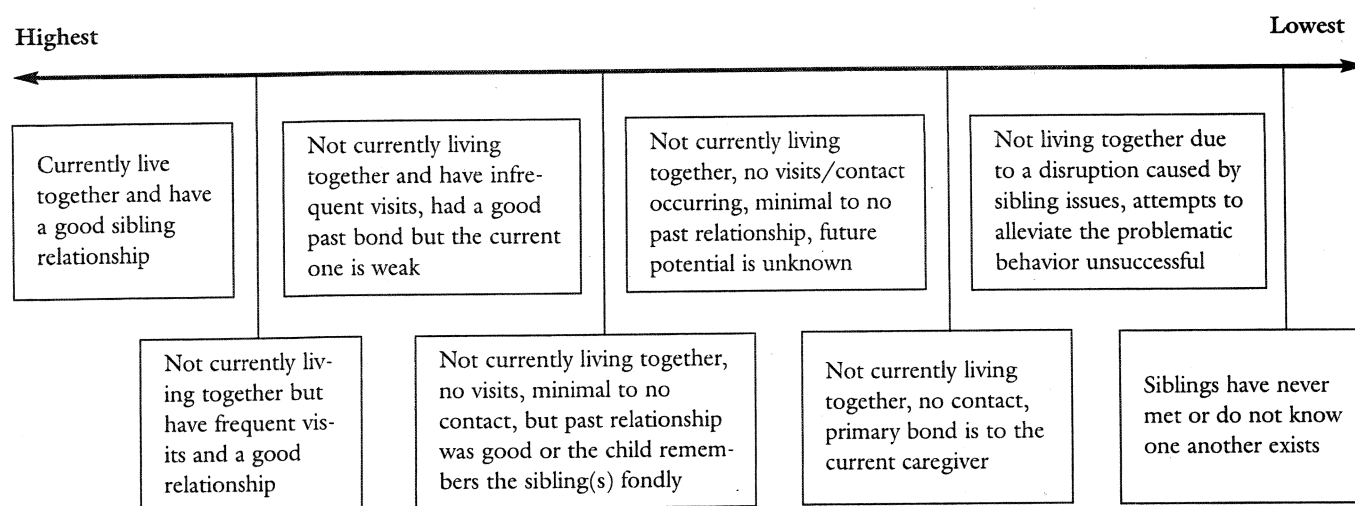 Highest
Lowest
Currently live
together and have
a good sibling
relationship
Not currently living
together and have infre-
quent visits, had a good
past bond but the current
one is weak
Not currently living
together, no visits/contact
occurring, minimal to no
past relationship, future
potential is unknown
Not living together due
to a disruption caused by
sibling issues, attempts to
alleviate the problematic
behavior unsuccessful
Not currently liv-
ing together but
have frequent vis-
its and a good
relationship
Not currently living together,
no visits, minimal to no
contact, but past relationship
was good or the child remem-
bers the sibling(s) fondly
Not currently living
together, no contact,
primary bond is to the
current caregiver
Siblings have never
met or do not know
one another exists